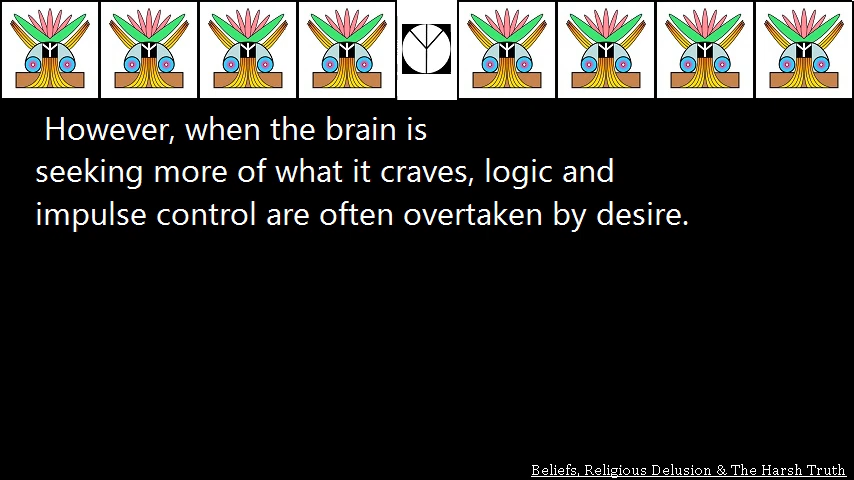 However, when the brain is
seeking more of what it craves, logic and
impulse control are often overtaken by desire.
Beliefs, Religious Delusion & The Harsh Truth